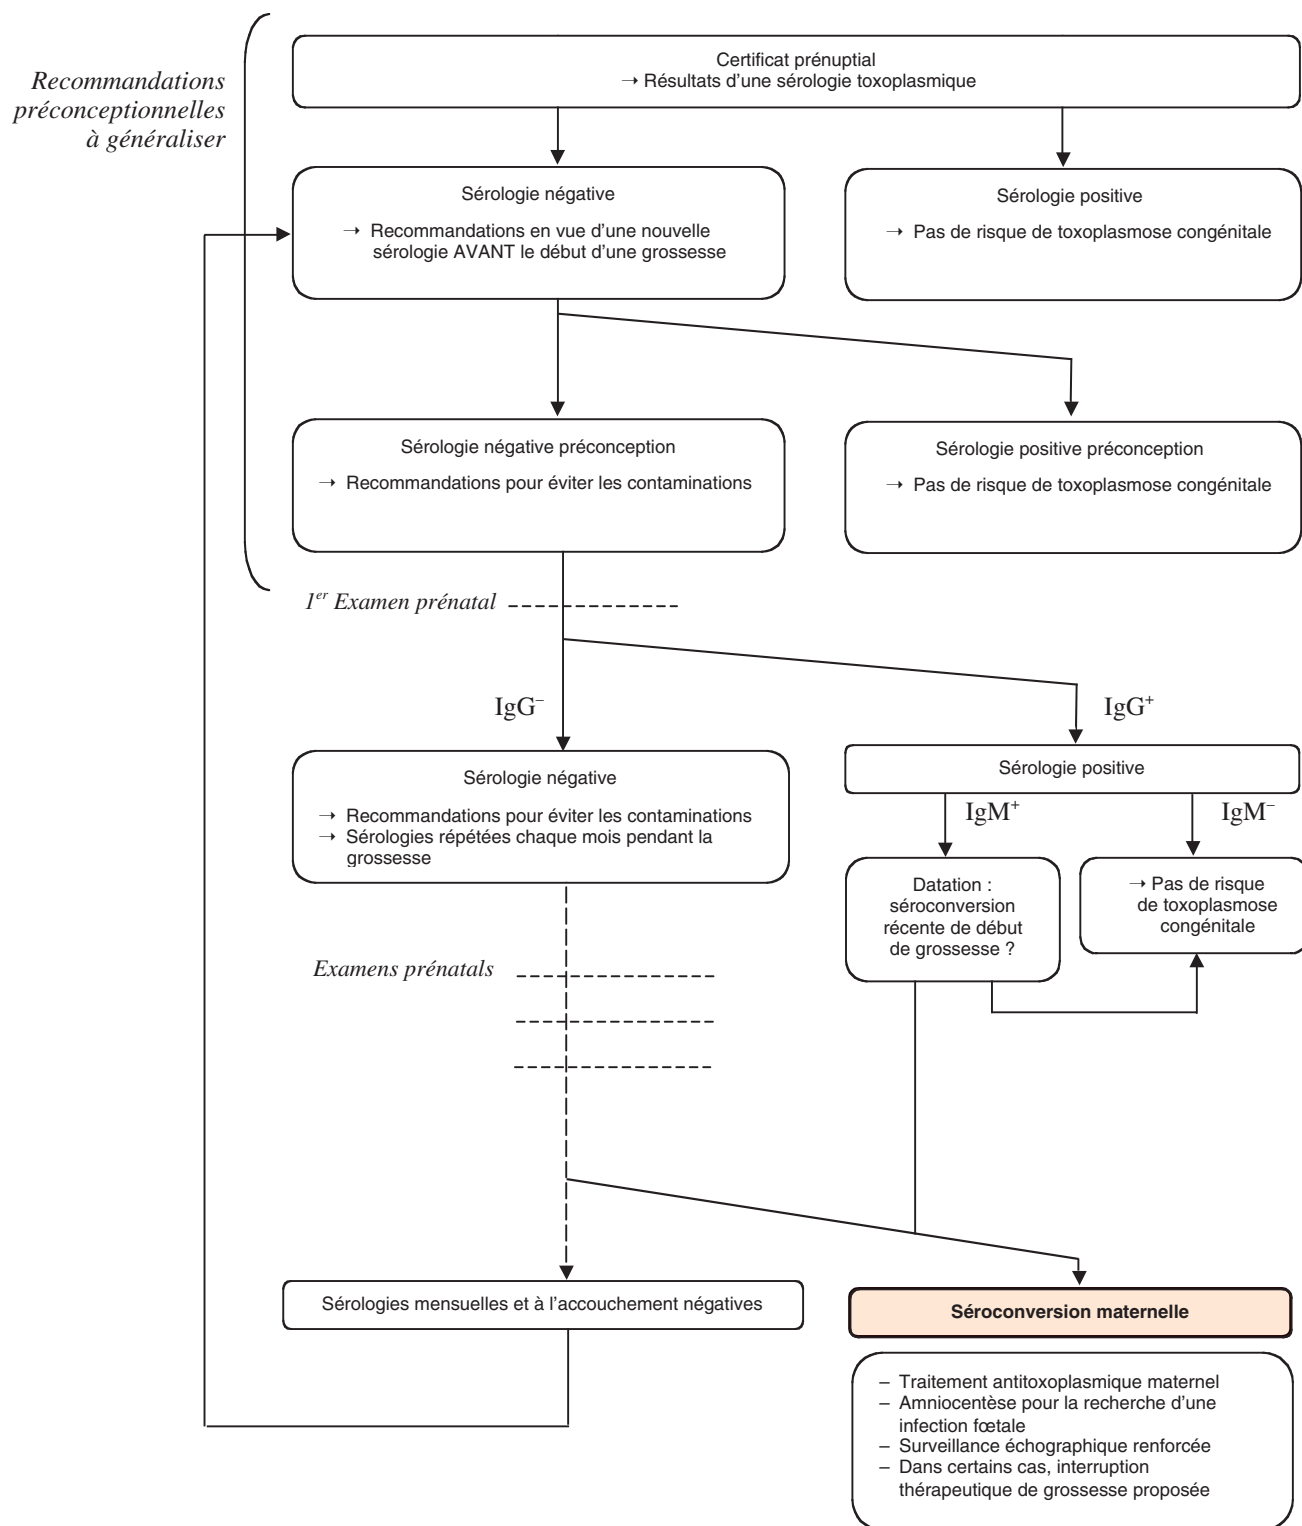 Recommandations
préconceptionnelles
à généraliser
Certificat prénuptial
→ Résultats d'une sérologie toxoplasmique
Sérologie négative
→ Recommandations en vue d'une nouvelle
sérologie AVANT le début d'une grossesse
Sérologie positive
→ Pas de risque de toxoplasmose congénitale
Sérologie négative préconception
→ Recommandations pour éviter les contaminations
Sérologie positive préconception
→ Pas de risque de toxoplasmose congénitale
1er Examen prénatal
IgG–
IgG+
Sérologie négative
→ Recommandations pour éviter les contaminations
→ Sérologies répétées chaque mois pendant la
grossesse
Sérologie positive
IgM+
IgM–
Datation :
séroconversion
récente de début
de grossesse ?
→ Pas de risque
de toxoplasmose
congénitale
Examens prénatals
Sérologies mensuelles et à l'accouchement négatives
Séroconversion maternelle
– Traitement antitoxoplasmique maternel
– Amniocentèse pour la recherche d'une
infection fœtale
– Surveillance échographique renforcée
– Dans certains cas, interruption
thérapeutique de grossesse proposée